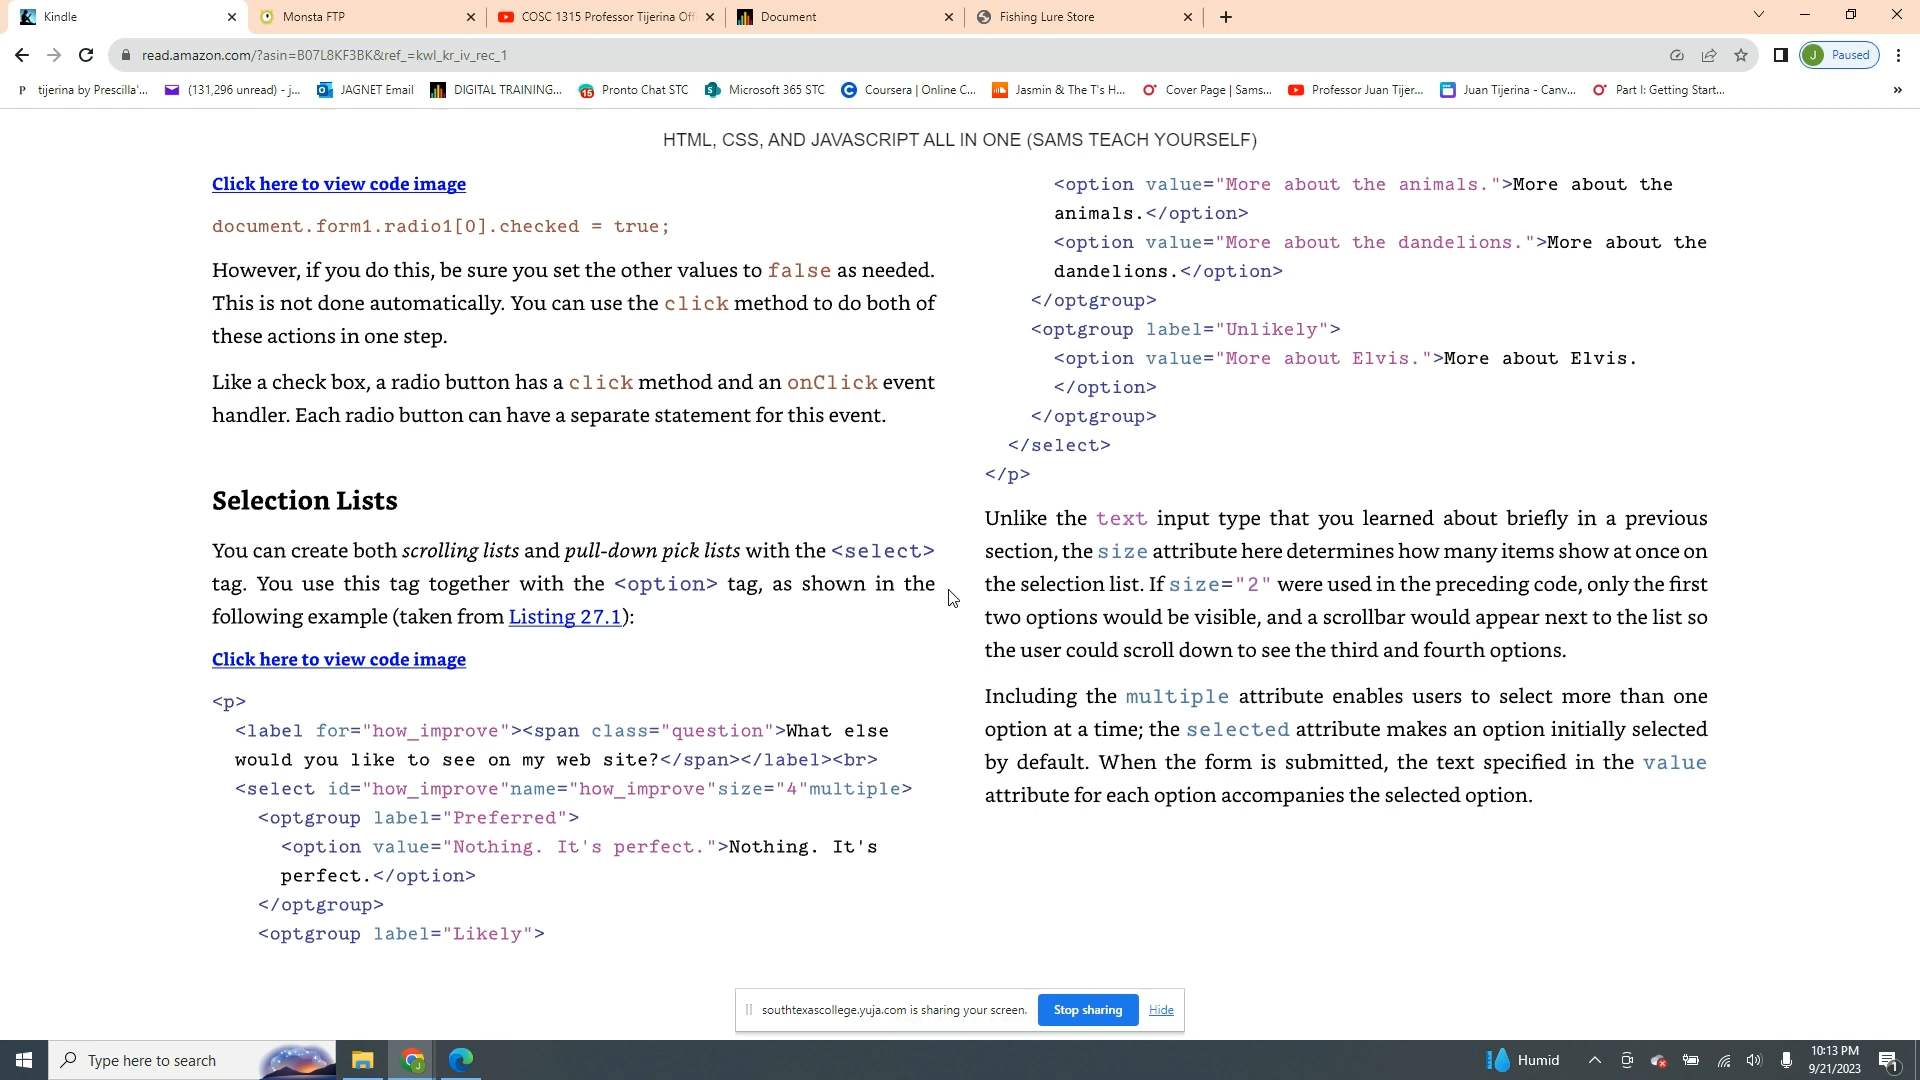 Kindle
Monsta FTP
COSC 1315 Professor Tijerina Off
Document
Fishing Lure Store
read.amazon.com/?asin=B07L8KF3BK&ref_=kwl_kr_iv_rec_1
J Paused
P tijerina by Prescilla'...
(131,296 unread) - j...
JAGNET Email
DIGITAL TRAINING...
15 Pronto Chat STC
Microsoft 365 STC
Coursera | Online C...
Jasmin & The T's H...
Cover Page | Sams...
Professor Juan Tijer...
Juan Tijerina - Canv...
Part I: Getting Start...
HTML, CSS, AND JAVASCRIPT ALL IN ONE (SAMS TEACH YOURSELF)
Click here to view code image
document.form1.radio1[0].checked = true;
However, if you do this, be sure you set the other values to false as needed.
This is not done automatically. You can use the click method to do both of
these actions in one step.
Like a check box, a radio button has a click method and an onClick event
handler. Each radio button can have a separate statement for this event.
Selection Lists
You can create both scrolling lists and pull-down pick lists with the <select>
tag. You use this tag together with the <option> tag, as shown in the
following example (taken from Listing 27.1):
Click here to view code image
<p>
<label for="how_improve"><span class="question">What else
would you like to see on my web site?</span></label><br>
<select id="how_improve"name="how_improve"size="4"multiple>
<optgroup label="Preferred">
<option value="Nothing. It's perfect.">Nothing. It's
perfect.</option>
</optgroup>
<optgroup label="Likely">
<option value="More about the animals.">More about the
animals.</option>
<option value="More about the dandelions.">More about the
dandelions.</option>
</optgroup>
<optgroup label="Unlikely">
<option value="More about Elvis.">More about Elvis.
</option>
</optgroup>
</select>
</p>
Unlike the text input type that you learned about briefly in a previous
section, the size attribute here determines how many items show at once on
the selection list. If size="2" were used in the preceding code, only the first
two options would be visible, and a scrollbar would appear next to the list so
the user could scroll down to see the third and fourth options.
Including the multiple attribute enables users to select more than one
option at a time; the selected attribute makes an option initially selected
by default. When the form is submitted, the text specified in the value
attribute for each option accompanies the selected option.
southtexascollege.yuja.com is sharing your screen.
Stop sharing
Hide
Type here to search
Humid
10:13 PM
9/21/2023
1